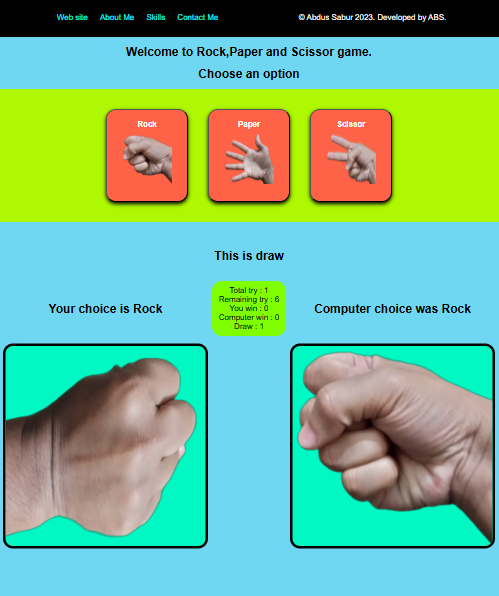 Web site About Me Skills Contact Me © Abdus Sabur 2023. Developed by ABS.
Welcome to Rock,Paper and Scissor game.
Choose an option
Rock Paper Scissor
This is draw
Total try : 1
Remaining try : 6
You win : 0
Computer win : 0
Draw : 1
Your choice is Rock
Computer choice was Rock